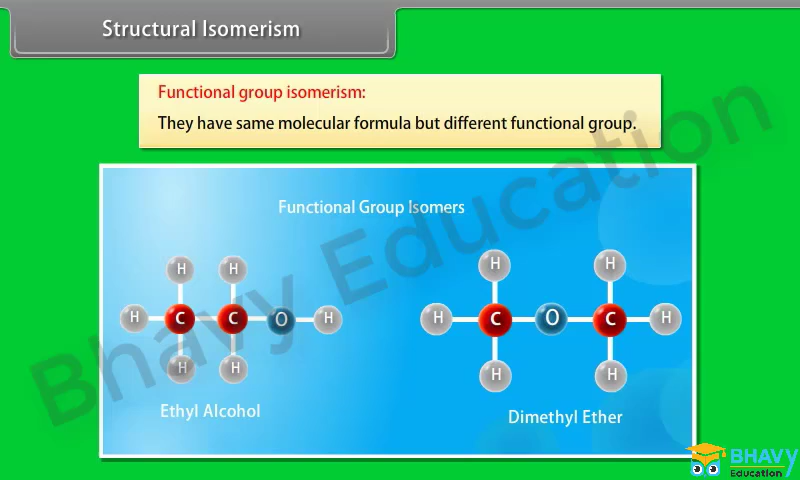 Structural Isomerism
Functional group isomerism:
They have same molecular formula but different functional group.
Functional Group Isomers
H H
H C C O H
H H
Ethyl Alcohol
H H
H C O C H
H H
Dimethyl Ether
Bhavy Education
BHAVY
Education